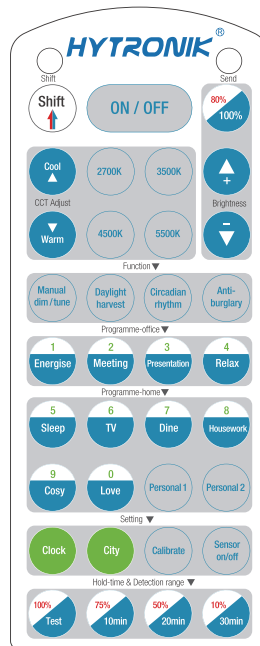 HYTRONIK®
Shift
Send
Shift
ON / OFF
80%
100%
Cool
2700K
3500K
+
CCT Adjust
Brightness
Warm
4500K
5500K
−
Function ▼
Manual
dim / tune
Daylight
harvest
Circadian
rhythm
Anti-
burglary
Programme-office ▼
1
Energise
2
Meeting
3
Presentation
4
Relax
Programme-home ▼
5
Sleep
6
TV
7
Dine
8
Housework
9
Cosy
0
Love
Personal 1
Personal 2
Setting ▼
Clock
City
Calibrate
Sensor
on/off
Hold-time & Detection range ▼
100%
Test
75%
10min
50%
20min
10%
30min